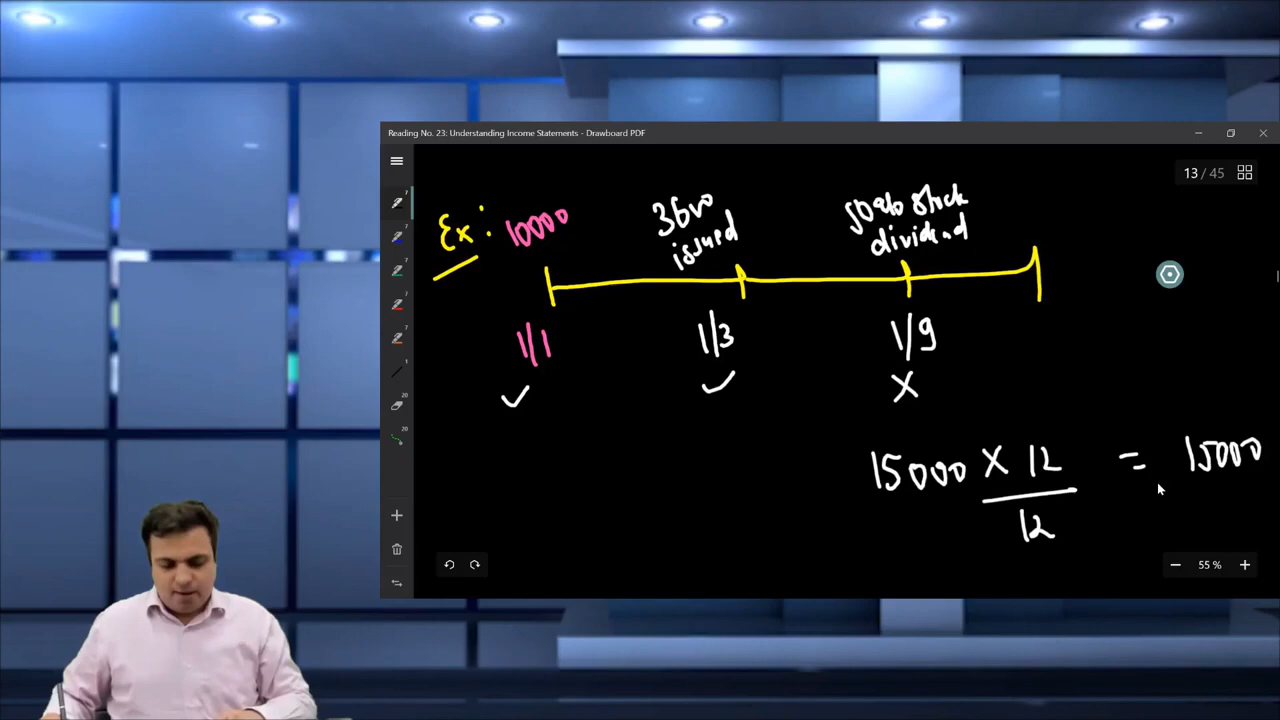 Reading No. 23: Understanding Income Statements - Drawboard PDF
13 / 45
Ex: 10000
3600 issued
50% stock dividend
1/1
1/3
1/9
15000 × 12 = 15000
12
55 %